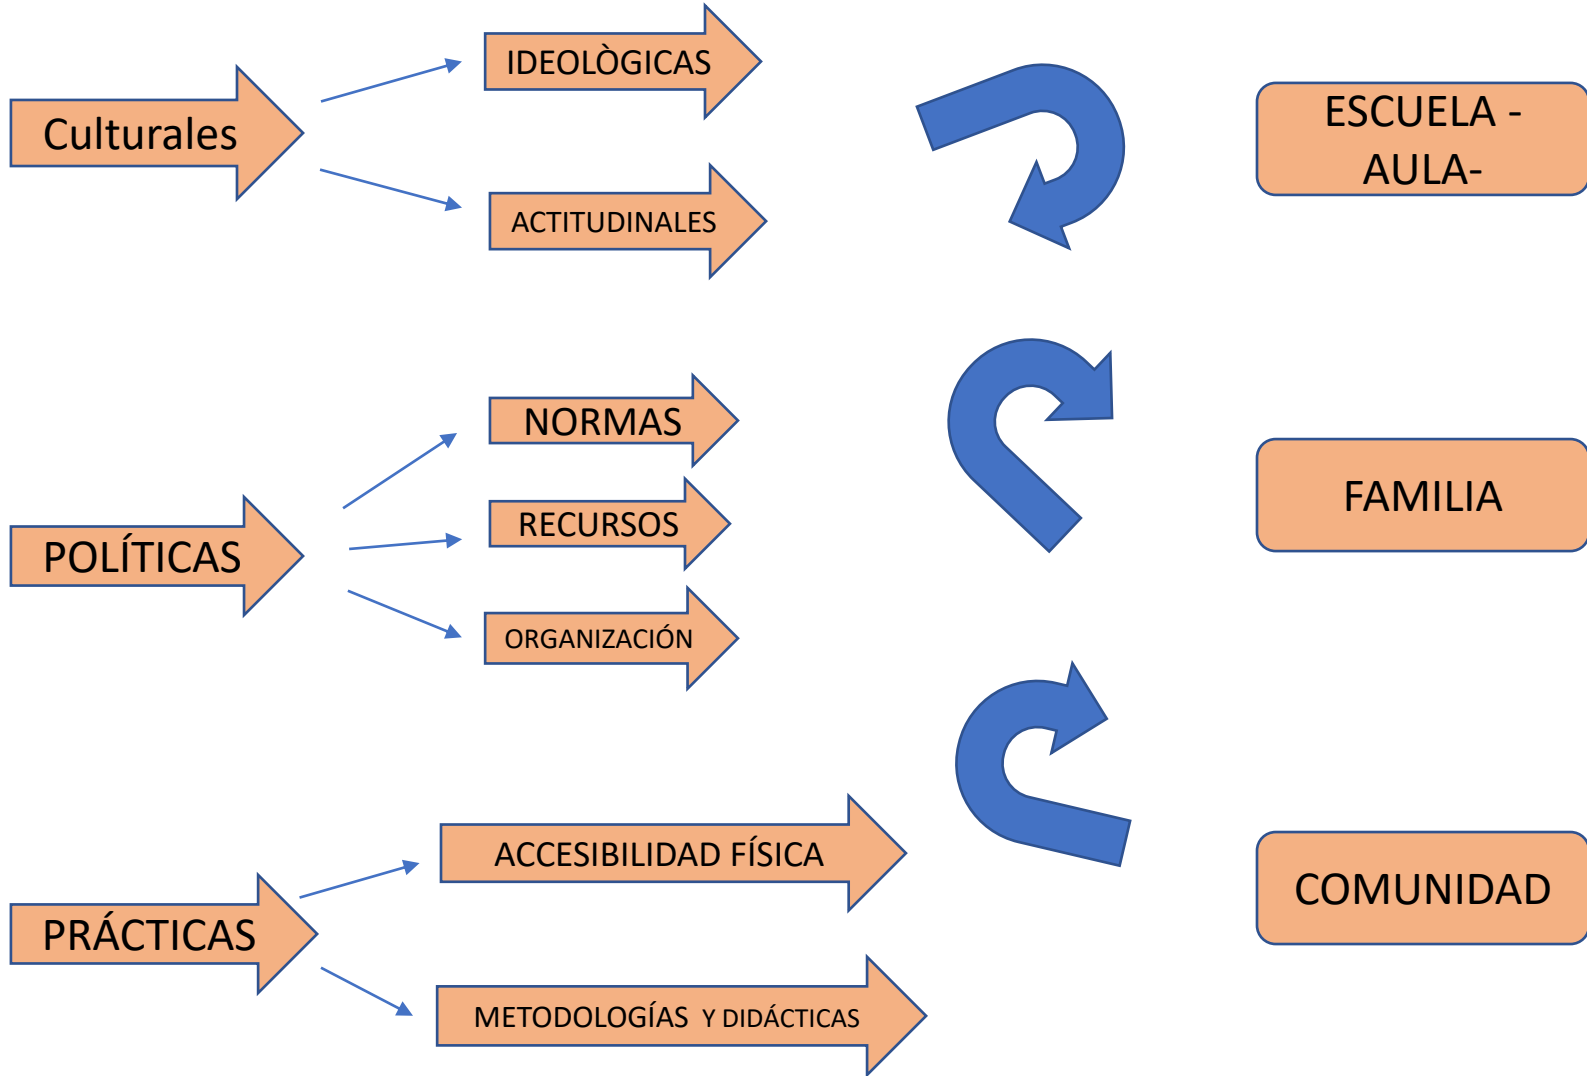 Culturales
IDEOLÒGICAS
ACTITUDINALES
ESCUELA -
AULA-
POLÍTICAS
NORMAS
RECURSOS
ORGANIZACIÓN
FAMILIA
PRÁCTICAS
ACCESIBILIDAD FÍSICA
METODOLOGÍAS Y DIDÁCTICAS
COMUNIDAD